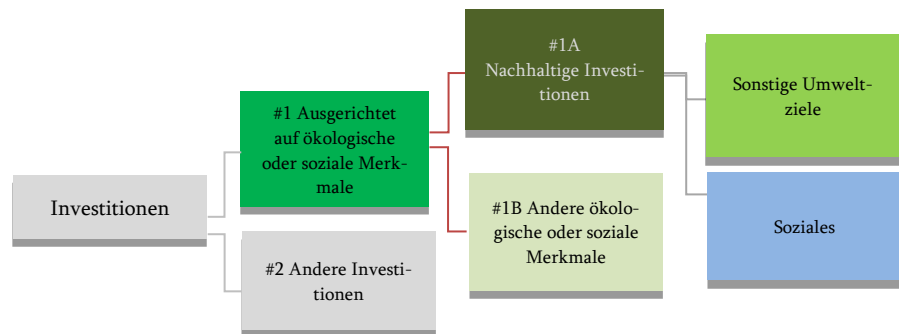 Investitionen
#1 Ausgerichtet
auf ökologische
oder soziale Merk-
male
#2 Andere Investi-
tionen
#1A
Nachhaltige Investi-
tionen
#1B Andere ökolo-
gische oder soziale
Merkmale
Sonstige Umwelt-
ziele
Soziales